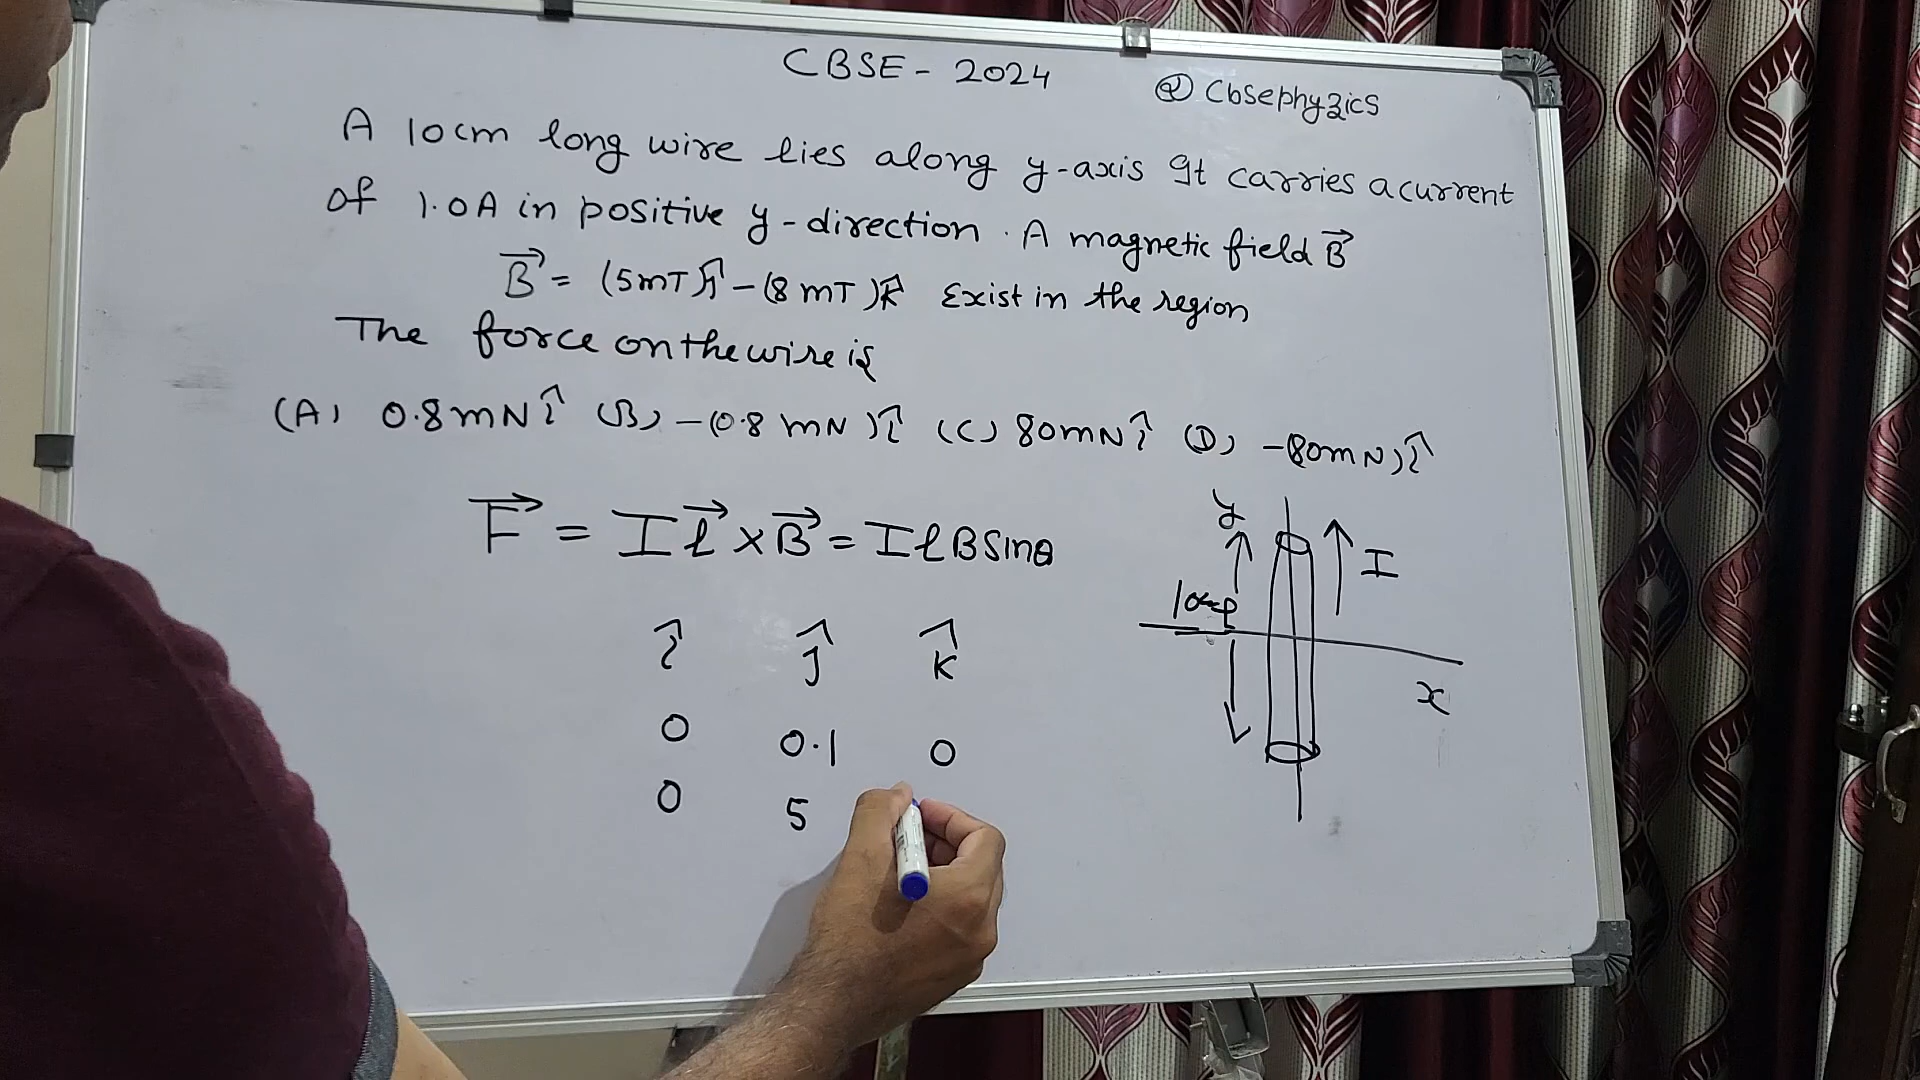 CBSE - 2024
@Cbsephyzics
A 10cm long wire lies along y-axis It carries a current
of 1.0A in positive y-direction. A magnetic field B⃗
B⃗ = (5mT)ĵ - (8 mT)k̂ Exist in the region
The force on the wire is
(A) 0.8mN î (B) -(0.8 mN)î (C) 80mN î (D) -80mN)î
F⃗ = I l⃗ × B⃗ = I l B Sinθ
y
I
x
î ĵ k̂
0 0.1 0
0 5